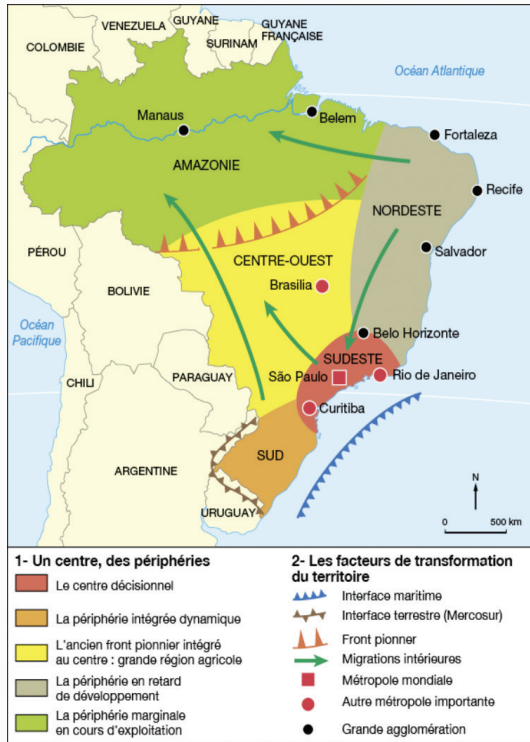 VENEZUELA
GUYANE
GUYANE
FRANÇAISE
COLOMBIE
SURINAM
Océan Atlantique
Manaus
Belem
Fortaleza
AMAZONIE
Recife
NORDESTE
PÉROU
CENTRE-OUEST
Salvador
Brasilia
BOLIVIE
Océan
Pacifique
Belo Horizonte
SUDESTE
PARAGUAY
São Paulo
Rio de Janeiro
CHILI
Curitiba
SUD
ARGENTINE
N
URUGUAY
0 500 km
1- Un centre, des périphéries
Le centre décisionnel
La périphérie intégrée dynamique
L'ancien front pionnier intégré
au centre : grande région agricole
La périphérie en retard
de développement
La périphérie marginale
en cours d'exploitation
2- Les facteurs de transformation
du territoire
Interface maritime
Interface terrestre (Mercosur)
Front pionner
Migrations intérieures
Métropole mondiale
Autre métropole importante
Grande agglomération